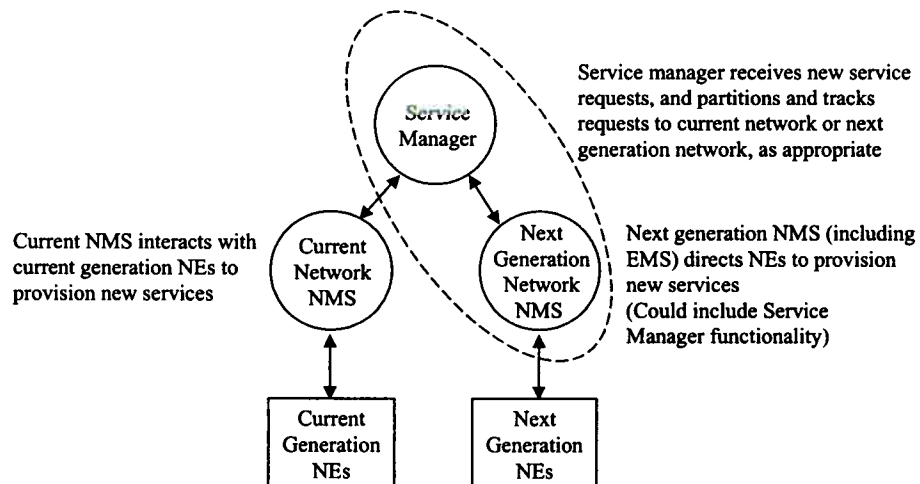 Service
Manager
Service manager receives new service
requests, and partitions and tracks
requests to current network or next
generation network, as appropriate
Current NMS interacts with
current generation NEs to
provision new services
Current
Network
NMS
Next
Generation
Network
NMS
Next generation NMS (including
EMS) directs NEs to provision
new services
(Could include Service
Manager functionality)
Current
Generation
NEs
Next
Generation
NEs